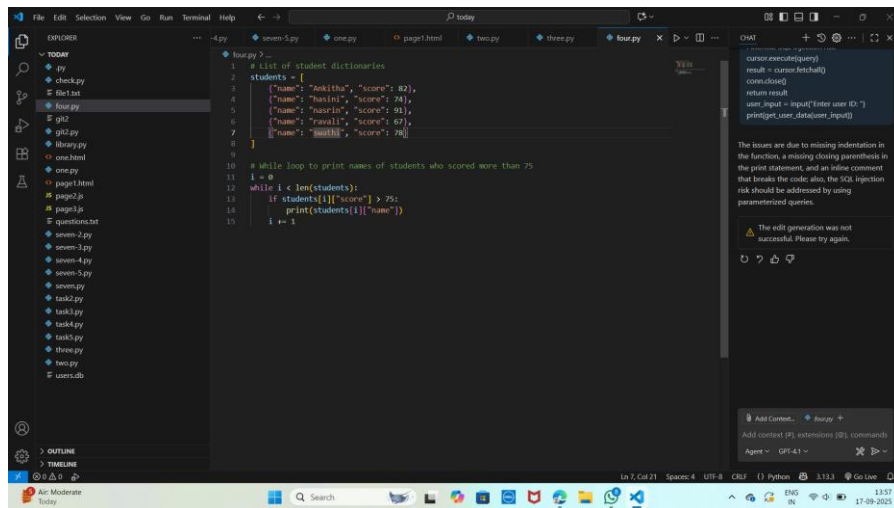 File Edit Selection View Go Run Terminal Help
today
EXPLORER
-4.py seven-5.py one.py page1.html two.py three.py four.py
CHAT
TODAY
.py
check.py
file1.txt
four.py
git2
git2.py
library.py
one.html
one.py
page1.html
page2.js
page3.js
questions.txt
seven-2.py
seven-3.py
seven-4.py
seven-5.py
seven.py
task2.py
task3.py
task4.py
task5.py
three.py
two.py
users.db
OUTLINE
TIMELINE
four.py > ...
1 # List of student dictionaries
2 students = [
3 {"name": "Ankitha", "score": 82},
4 {"name": "hasini", "score": 74},
5 {"name": "nasrin", "score": 91},
6 {"name": "ravali", "score": 67},
7 {"name": "swathi", "score": 78}
8 ]
9
10 # While loop to print names of students who scored more than 75
11 i = 0
12 while i < len(students):
13 if students[i]["score"] > 75:
14 print(students[i]["name"])
15 i += 1
cursor.execute(query)
result = cursor.fetchall()
conn.close()
return result
user_input = input("Enter user ID: ")
print(get_user_data(user_input))
The issues are due to missing indentation in
the function, a missing closing parenthesis in
the print statement, and an inline comment
that breaks the code; also, the SQL injection
risk should be addressed by using
parameterized queries.
The edit generation was not
successful. Please try again.
Add Context... four.py +
Add context (#), extensions (@), commands
Agent GPT-4.1
0 0 Ln 7, Col 21 Spaces: 4 UTF-8 CRLF {} Python 3.13.3 Go Live
Air: Moderate
Today
Search
ENG
IN
13:57
17-09-2025